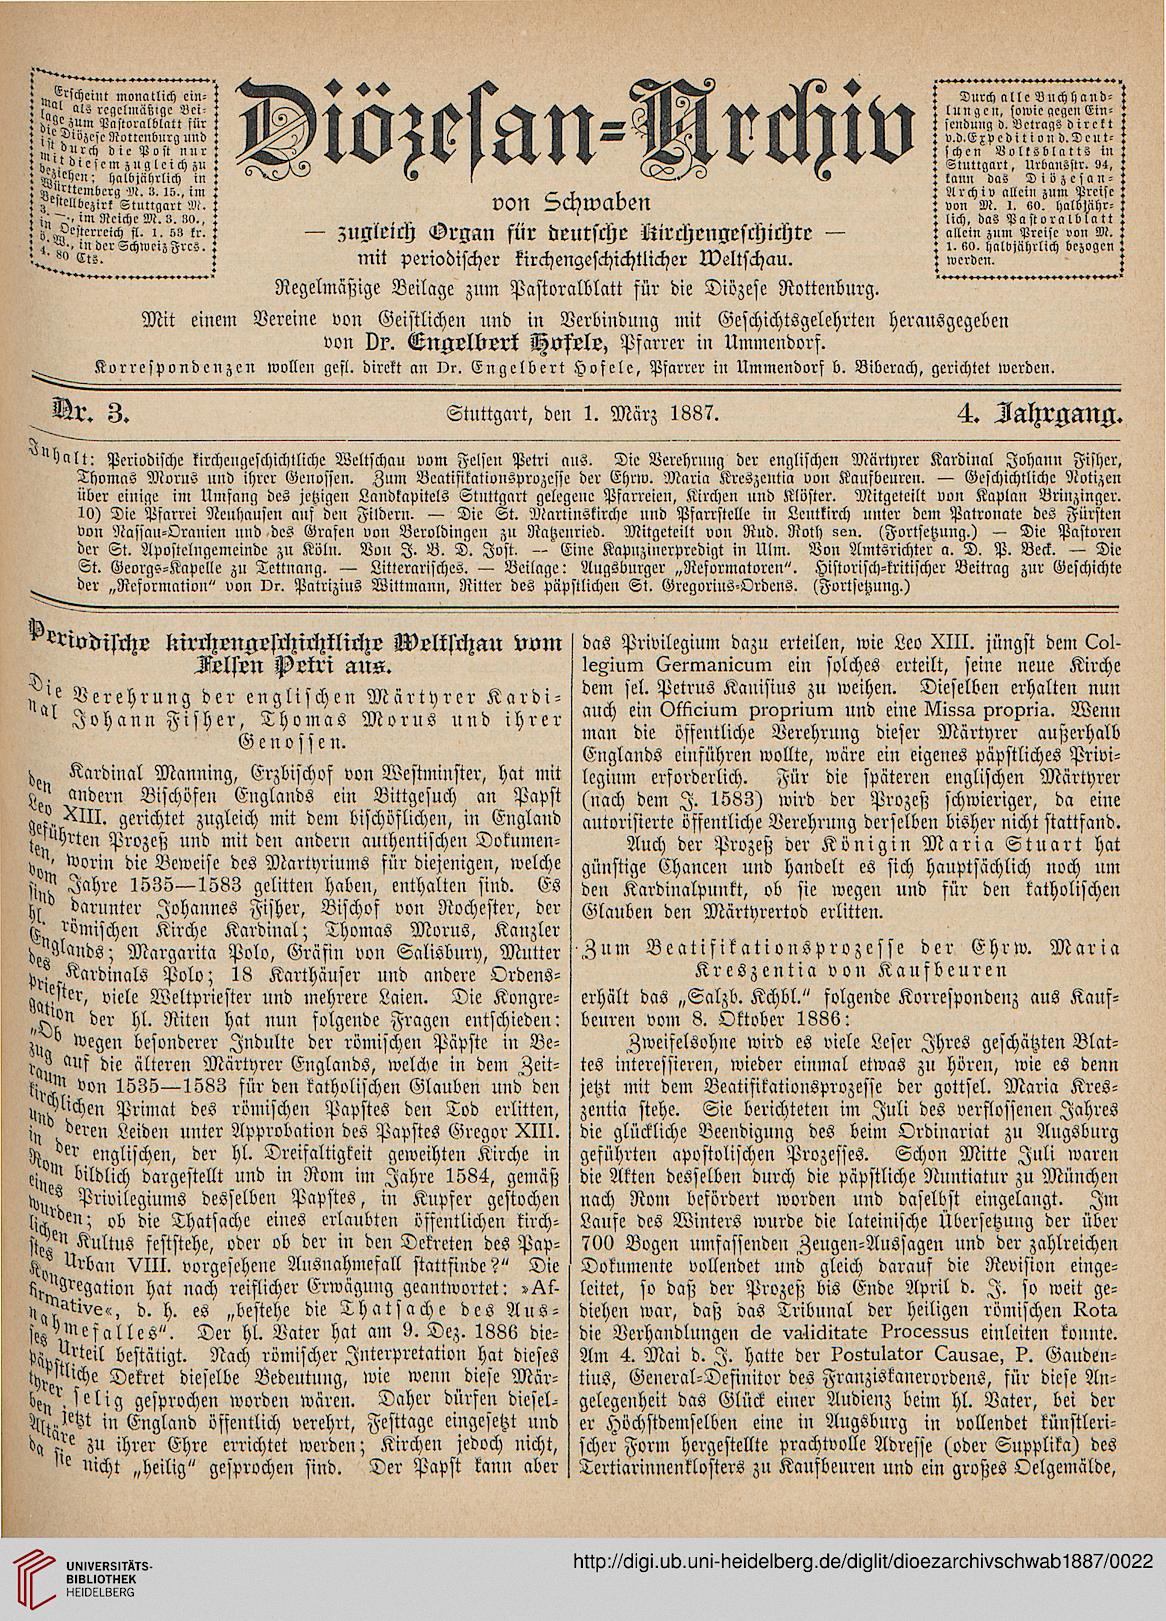 Erscheint monatlich ein-
mal als regelmäßige Bei-
lage zum Pastoralblatt für
die Diözese Rottenburg und
ist durch die Post nur
mit diesem zugleich zu
beziehen; halbjährlich in
Württemberg M. 3. 15., im
Bestellbezirk Stuttgart M.
3. —., im Reiche M. 3. 30.,
in Oesterreich fl. 1. 53 kr.
ö. W., in der Schweiz Frcs.
4. 80 Cts.
Diözesan-Archiv
von Schwaben
— zugleich Organ für deutsche Kirchengeschichte —
mit periodischer kirchengeschichtlicher Weltschau.
Durch alle Buchhand-
lungen, sowie gegen Ein-
sendung d. Betrags direkt
v. d. Expedition d. Deut-
schen Volksblatts in
Stuttgart, Urbansstr. 94,
kann das Diözesan-
Archiv allein zum Preise
von M. 1. 60. halbjähr-
lich, das Pastoralblatt
allein zum Preise von M.
1. 60. halbjährlich bezogen
werden.
Regelmäßige Beilage zum Pastoralblatt für die Diözese Rottenburg.
Mit einem Vereine von Geistlichen und in Verbindung mit Geschichtsgelehrten herausgegeben
von Dr. Engelbert Hofele, Pfarrer in Ummendorf.
Korrespondenzen wollen gefl. direkt an Dr. Engelbert Hofele, Pfarrer in Ummendorf b. Biberach, gerichtet werden.
Nr. 3.
Stuttgart, den 1. März 1887.
4. Jahrgang.
Inhalt: Periodische kirchengeschichtliche Weltschau vom Felsen Petri aus. Die Verehrung der englischen Märtyrer Kardinal Johann Fisher,
Thomas Morus und ihrer Genossen. Zum Beatifikationsprozesse der Ehrw. Maria Kreszentia von Kaufbeuren. — Geschichtliche Notizen
über einige im Umfang des jetzigen Landkapitels Stuttgart gelegene Pfarreien, Kirchen und Klöster. Mitgeteilt von Kaplan Brinzinger.
10) Die Pfarrei Neuhausen auf den Fildern. — Die St. Martinskirche und Pfarrstelle in Leutkirch unter dem Patronate des Fürsten
von Nassau-Oranien und des Grafen von Beroldingen zu Ratzenried. Mitgeteilt von Rud. Roth sen. (Fortsetzung.) — Die Pastoren
der St. Apostelngemeinde zu Köln. Von J. B. D. Jost. — Eine Kapuzinerpredigt in Ulm. Von Amtsrichter a. D. P. Beck. — Die
St. Georgs-Kapelle zu Tettnang. — Litterarisches. — Beilage: Augsburger „Reformatoren“. Historisch-kritischer Beitrag zur Geschichte
der „Reformation“ von Dr. Patrizius Wittmann, Ritter des päpstlichen St. Gregorius-Ordens. (Fortsetzung.)
Periodische kirchengeschichtliche Weltschau vom
Felsen Petri aus.
Die Verehrung der englischen Märtyrer Kardi-
nal Johann Fisher, Thomas Morus und ihrer
Genossen.
Kardinal Manning, Erzbischof von Westminster, hat mit
den andern Bischöfen Englands ein Bittgesuch an Papst
Leo XIII. gerichtet zugleich mit dem bischöflichen, in England
geführten Prozeß und mit den andern authentischen Dokumen-
ten, worin die Beweise des Martyriums für diejenigen, welche
vom Jahre 1535—1583 gelitten haben, enthalten sind. Es
sind darunter Johannes Fisher, Bischof von Rochester, der
hl. römischen Kirche Kardinal; Thomas Morus, Kanzler
Englands; Margarita Polo, Gräfin von Salisbury, Mutter
des Kardinals Polo; 18 Karthäuser und andere Ordens-
priester, viele Weltpriester und mehrere Laien. Die Kongre-
gation der hl. Riten hat nun folgende Fragen entschieden:
„Ob wegen besonderer Indulte der römischen Päpste in Be-
zug auf die älteren Märtyrer Englands, welche in dem Zeit-
raum von 1535—1583 für den katholischen Glauben und den
kirchlichen Primat des römischen Papstes den Tod erlitten,
und deren Leiden unter Approbation des Papstes Gregor XIII.
in der englischen, der hl. Dreifaltigkeit geweihten Kirche in
Rom bildlich dargestellt und in Rom im Jahre 1584, gemäß
eines Privilegiums desselben Papstes, in Kupfer gestochen
wurden; ob die Thatsache eines erlaubten öffentlichen kirch-
lichen Kultus feststehe, oder ob der in den Dekreten des Pap-
stes Urban VIII. vorgesehene Ausnahmefall stattfinde?“ Die
Kongregation hat nach reiflicher Erwägung geantwortet: »Af-
firmative«, d. h. es „bestehe die Thatsache des Aus-
nahmefalles“. Der hl. Vater hat am 9. Dez. 1886 die-
ses Urteil bestätigt. Nach römischer Interpretation hat dieses
päpstliche Dekret dieselbe Bedeutung, wie wenn diese Mär-
tyrer selig gesprochen worden wären. Daher dürfen diesel-
ben jetzt in England öffentlich verehrt, Festtage eingesetzt und
Altäre zu ihrer Ehre errichtet werden; Kirchen jedoch nicht,
da sie nicht „heilig“ gesprochen sind. Der Papst kann aber
das Privilegium dazu erteilen, wie Leo XIII. jüngst dem Col-
legium Germanicum ein solches erteilt, seine neue Kirche
dem sel. Petrus Kanisius zu weihen. Dieselben erhalten nun
auch ein Officium proprium und eine Missa propria. Wenn
man die öffentliche Verehrung dieser Märtyrer außerhalb
Englands einführen wollte, wäre ein eigenes päpstliches Privi-
legium erforderlich. Für die späteren englischen Märtyrer
(nach dem J. 1583) wird der Prozeß schwieriger, da eine
autorisierte öffentliche Verehrung derselben bisher nicht stattfand.
Auch der Prozeß der Königin Maria Stuart hat
günstige Chancen und handelt es sich hauptsächlich noch um
den Kardinalpunkt, ob sie wegen und für den katholischen
Glauben den Märtyrertod erlitten.
Zum Beatifikationsprozesse der Ehrw. Maria
Kreszentia von Kaufbeuren
erhält das „Salzb. Kchbl.“ folgende Korrespondenz aus Kauf-
beuren vom 8. Oktober 1886:
Zweifelsohne wird es viele Leser Ihres geschätzten Blat-
tes interessieren, wieder einmal etwas zu hören, wie es denn
jetzt mit dem Beatifikationsprozesse der gottsel. Maria Kres-
zentia stehe. Sie berichteten im Juli des verflossenen Jahres
die glückliche Beendigung des beim Ordinariat zu Augsburg
geführten apostolischen Prozesses. Schon Mitte Juli waren
die Akten desselben durch die päpstliche Nuntiatur zu München
nach Rom befördert worden und daselbst eingelangt. Im
Laufe des Winters wurde die lateinische Übersetzung der über
700 Bogen umfassenden Zeugen-Aussagen und der zahlreichen
Dokumente vollendet und gleich darauf die Revision einge-
leitet, so daß der Prozeß bis Ende April d. J. so weit ge-
diehen war, daß das Tribunal der heiligen römischen Rota
die Verhandlungen de validitate Processus einleiten konnte.
Am 4. Mai d. J. hatte der Postulator Causae, P. Gauden-
tius, General-Definitor des Franziskanerordens, für diese An-
gelegenheit das Glück einer Audienz beim hl. Vater, bei der
er Höchstdemselben eine in Augsburg in vollendet künstleri-
scher Form hergestellte prachtvolle Adresse (oder Supplika) des
Tertiarinnenklosters zu Kaufbeuren und ein großes Oelgemälde,
UNIVERSITÄTS-
BIBLIOTHEK
HEIDELBERG
http://digi.ub.uni-heidelberg.de/diglit/dioezarchivschwab1887/0022